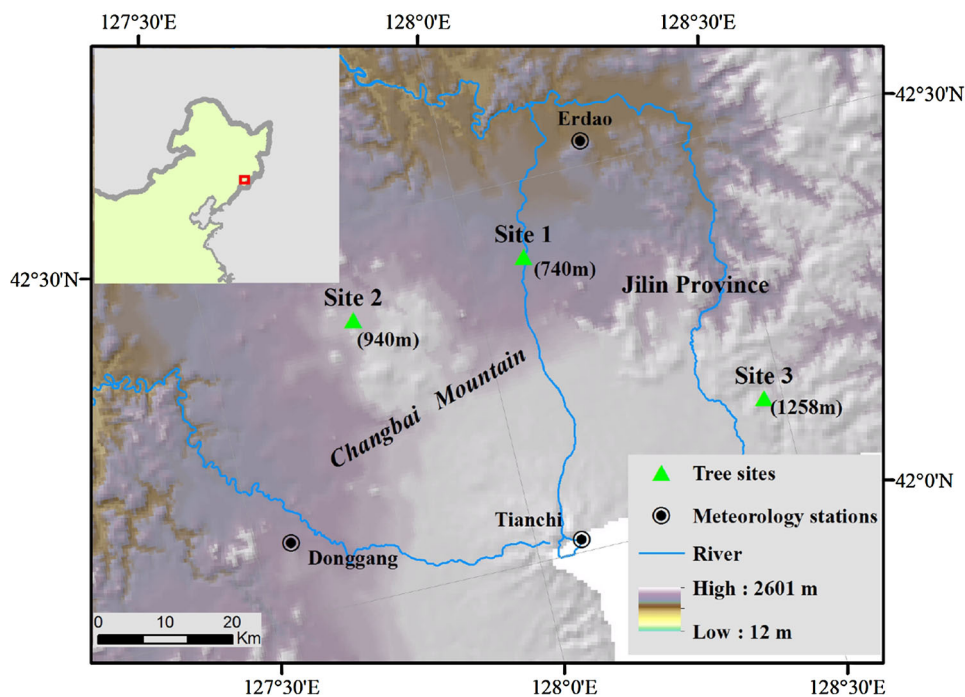 127°30'E 128°0'E 128°30'E
42°30'N
Erdao
Site 1
(740m)
42°30'N
Jilin Province
Site 2
(940m)
Changbai Mountain
Site 3
(1258m)
42°0'N
Tree sites
Tianchi
Meteorology stations
Donggang
River
High : 2601 m
Low : 12 m
0 10 20
Km
127°30'E 128°0'E 128°30'E